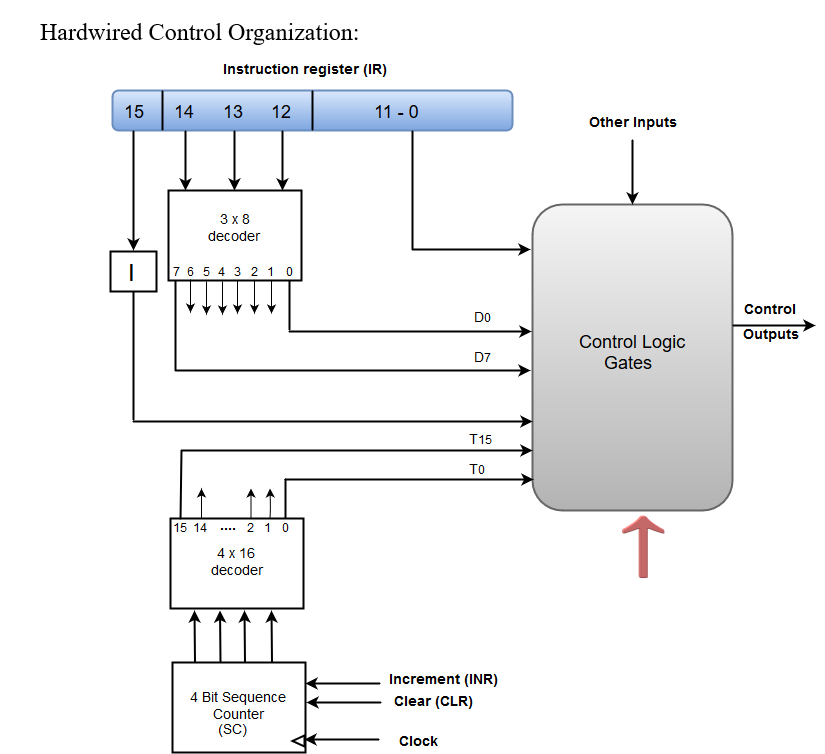 Hardwired Control Organization:
Instruction register (IR)
15 14 13 12 11 - 0
Other Inputs
3 x 8
decoder
I
7 6 5 4 3 2 1 0
D0
D7
Control Logic
Gates
Control
Outputs
T15
T0
15 14 .... 2 1 0
4 x 16
decoder
4 Bit Sequence
Counter
(SC)
Increment (INR)
Clear (CLR)
Clock